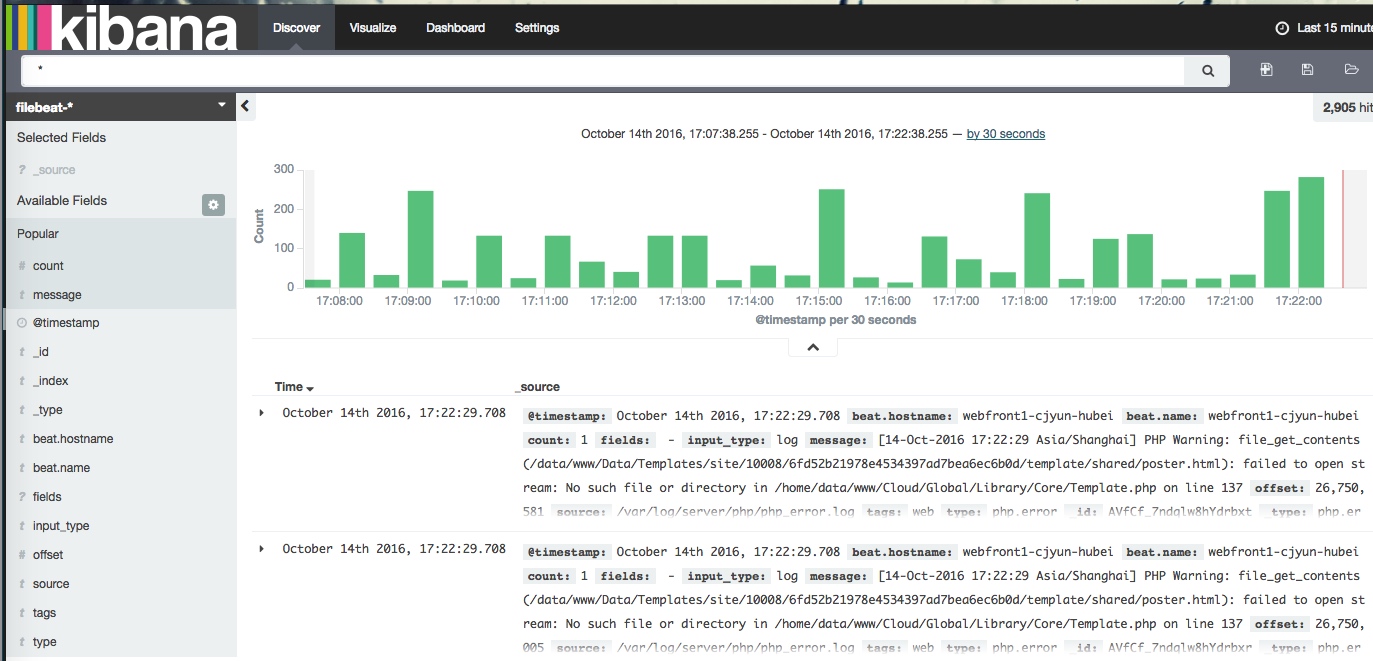 kibana Discover Visualize Dashboard Settings Last 15 minute
*
filebeat-* 2,905 hit
Selected Fields
? _source
Available Fields
Popular
# count
t message
@timestamp
t _id
t _index
t _type
t beat.hostname
t beat.name
? fields
t input_type
# offset
t source
t tags
t type
October 14th 2016, 17:07:38.255 - October 14th 2016, 17:22:38.255 — by 30 seconds
300
200
100
0
Count
17:08:00 17:09:00 17:10:00 17:11:00 17:12:00 17:13:00 17:14:00 17:15:00 17:16:00 17:17:00 17:18:00 17:19:00 17:20:00 17:21:00 17:22:00
@timestamp per 30 seconds
Time _source
October 14th 2016, 17:22:29.708 @timestamp: October 14th 2016, 17:22:29.708 beat.hostname: webfront1-cjyun-hubei beat.name: webfront1-cjyun-hubei
count: 1 fields: - input_type: log message: [14-Oct-2016 17:22:29 Asia/Shanghai] PHP Warning: file_get_contents
(/data/www/Data/Templates/site/10008/6fd52b21978e4534397ad7bea6ec6b0d/template/shared/poster.html): failed to open st
ream: No such file or directory in /home/data/www/Cloud/Global/Library/Core/Template.php on line 137 offset: 26,750,
581 source: /var/log/server/php/php_error.log tags: web type: php.error _id: AVfCf_7ndqlw8hYdrbxt _type: php.er
October 14th 2016, 17:22:29.708 @timestamp: October 14th 2016, 17:22:29.708 beat.hostname: webfront1-cjyun-hubei beat.name: webfront1-cjyun-hubei
count: 1 fields: - input_type: log message: [14-Oct-2016 17:22:29 Asia/Shanghai] PHP Warning: file_get_contents
(/data/www/Data/Templates/site/10008/6fd52b21978e4534397ad7bea6ec6b0d/template/shared/poster.html): failed to open st
ream: No such file or directory in /home/data/www/Cloud/Global/Library/Core/Template.php on line 137 offset: 26,750,
005 source: /var/log/server/php/php_error.log tags: web type: php.error _id: AVfCf_7ndqlw8hYdrbxs _type: php.er